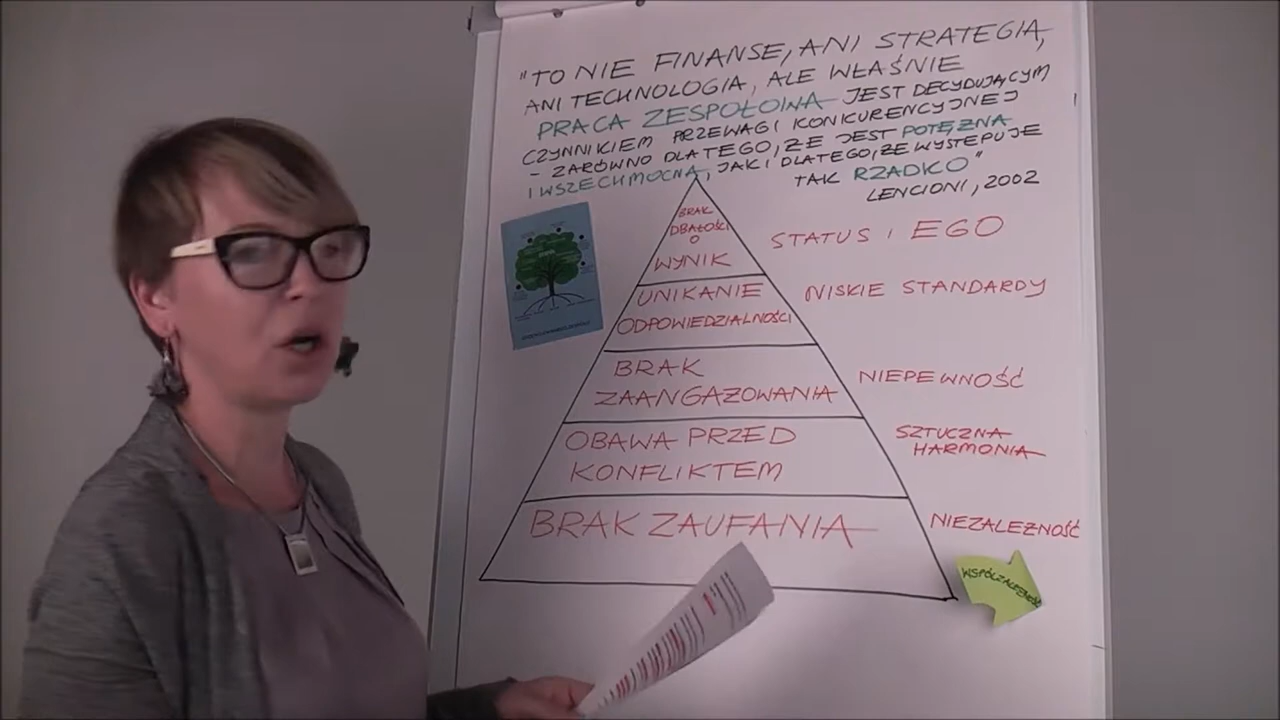 "TO NIE FINANSE, ANI STRATEGIA,
ANI TECHNOLOGIA, ALE WŁAŚNIE
PRACA ZESPOŁOWA JEST DECYDUJĄCYM
CZYNNIKIEM PRZEWAGI KONKURENCYJNEJ
- ZARÓWNO DLATEGO, ŻE JEST POTĘŻNA
I WSZECHMOCNA, JAK I DLATEGO, ŻE WYSTĘPUJE
TAK RZADKO"
LENCIONI, 2002
BRAK
DBAŁOŚCI
O
WYNIK
STATUS I EGO
UNIKANIE
ODPOWIEDZIALNOŚCI
NISKIE STANDARDY
BRAK
ZAANGAŻOWANIA
NIEPEWNOŚĆ
OBAWA PRZED
KONFLIKTEM
SZTUCZNA
HARMONIA
BRAK ZAUFANIA
NIEZALEŻNOŚĆ
WSPÓŁZALEŻNOŚĆ